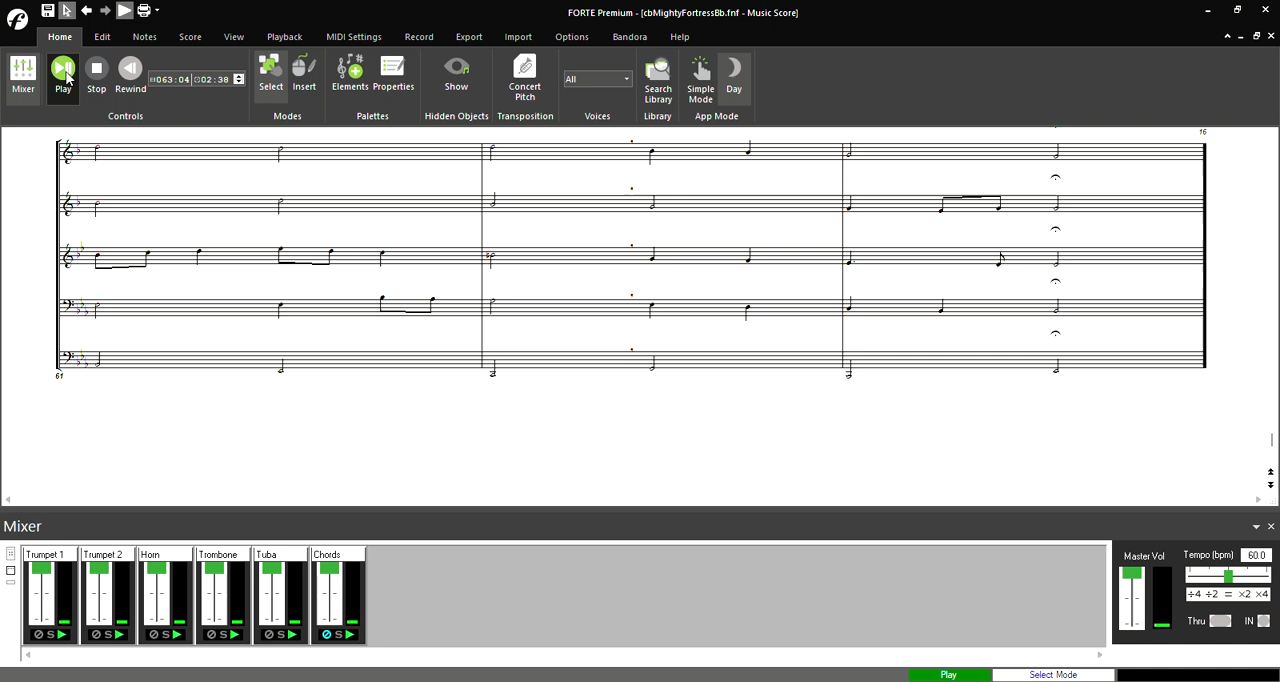 FORTE Premium - [cbMightyFortressBb.fnf - Music Score]
Home Edit Notes Score View Playback MIDI Settings Record Export Import Options Bandora Help
Mixer Play Stop Rewind 063:04 02:38 Select Insert Elements Properties Show Concert Pitch All Search Library Simple Mode Day
Controls Modes Palettes Hidden Objects Transposition Voices Library App Mode
16
61
Mixer
Trumpet 1 Trumpet 2 Horn Trombone Tuba Chords
Master Vol Tempo (bpm) 60.0
÷4 ÷2 = ×2 ×4
Thru IN
S S S S S S
Play Select Mode